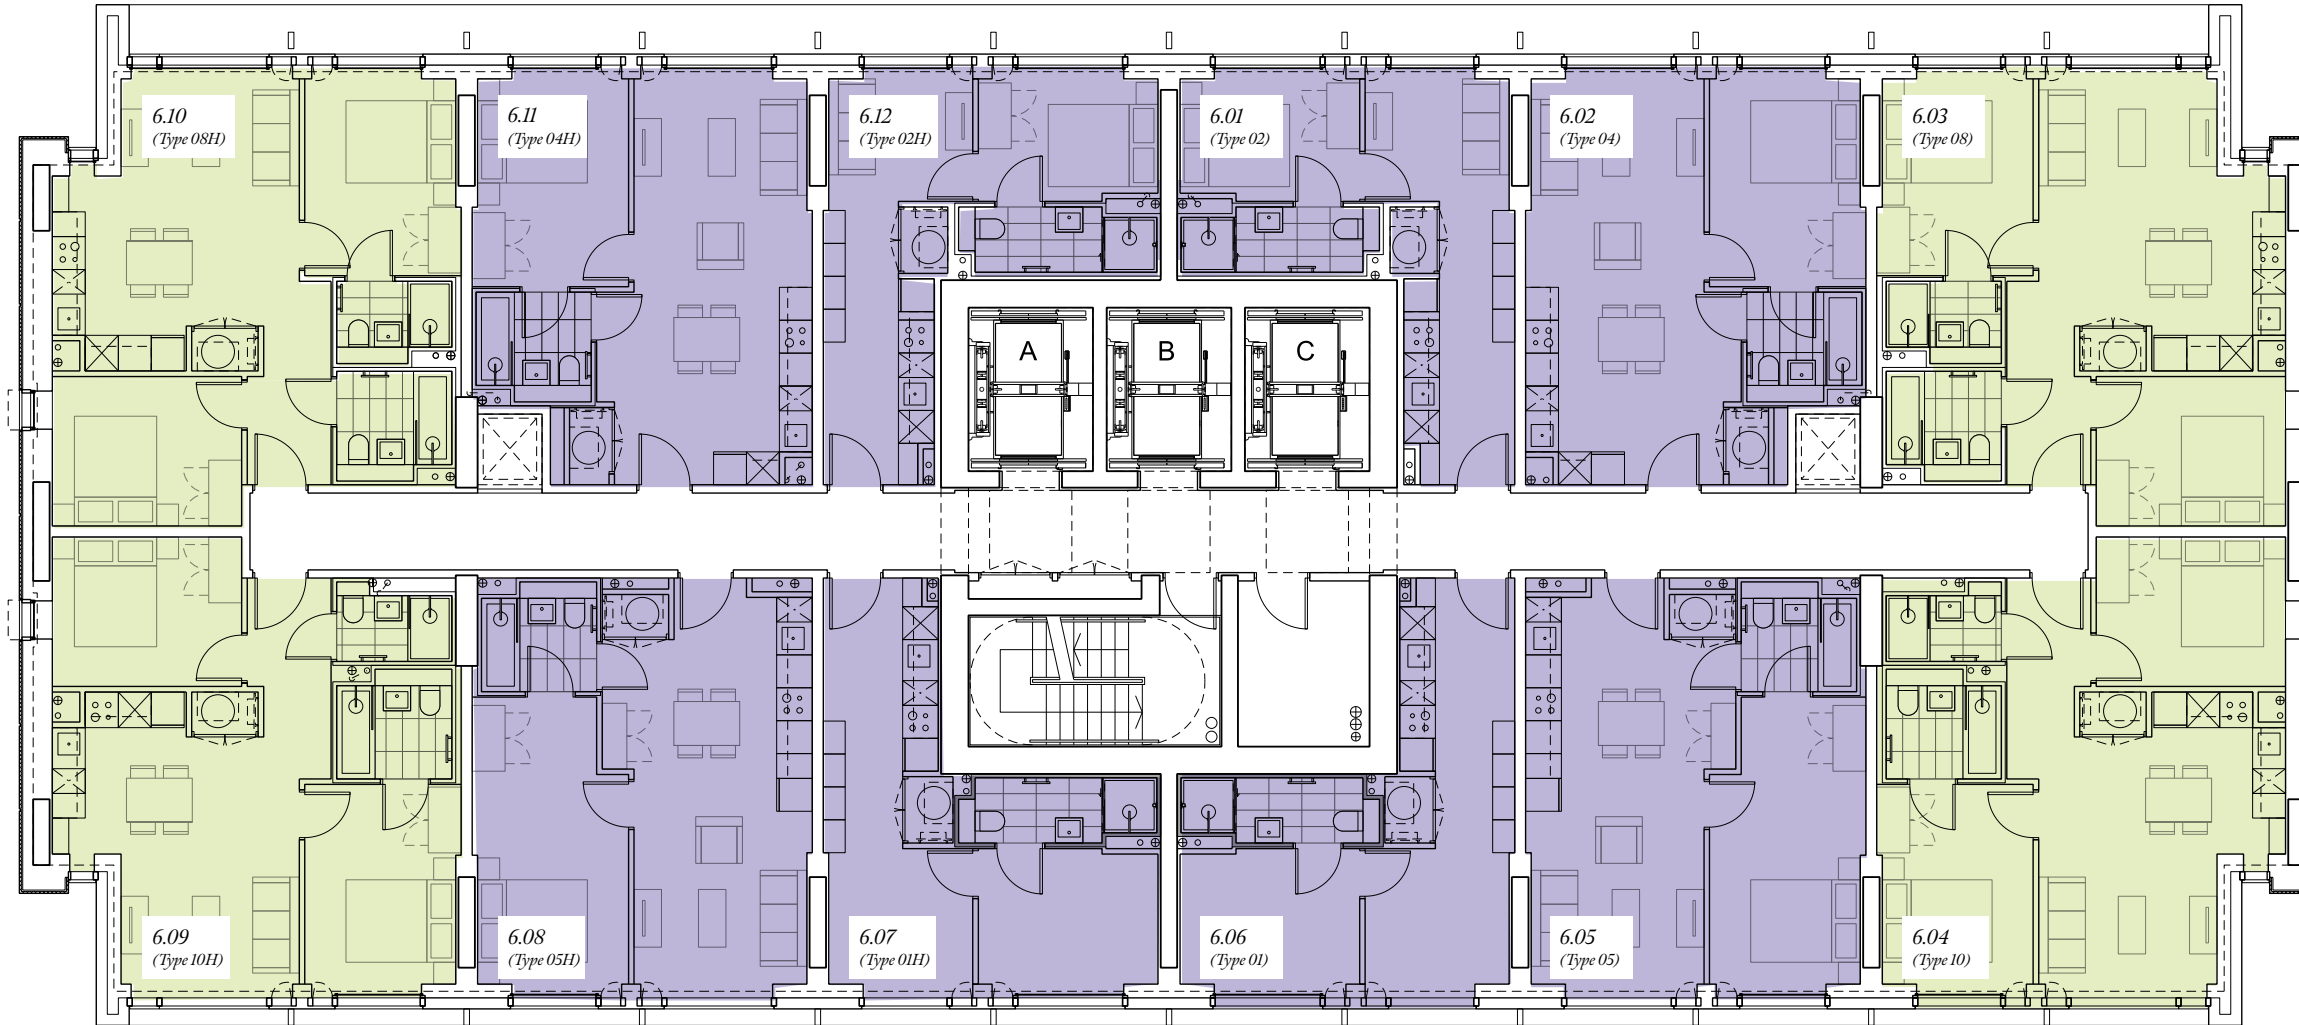 6.10
(Type 08H)
6.11
(Type 04H)
6.12
(Type 02H)
6.01
(Type 02)
6.02
(Type 04)
6.03
(Type 08)
A
B
C
6.09
(Type 10H)
6.08
(Type 05H)
6.07
(Type 01H)
6.06
(Type 01)
6.05
(Type 05)
6.04
(Type 10)